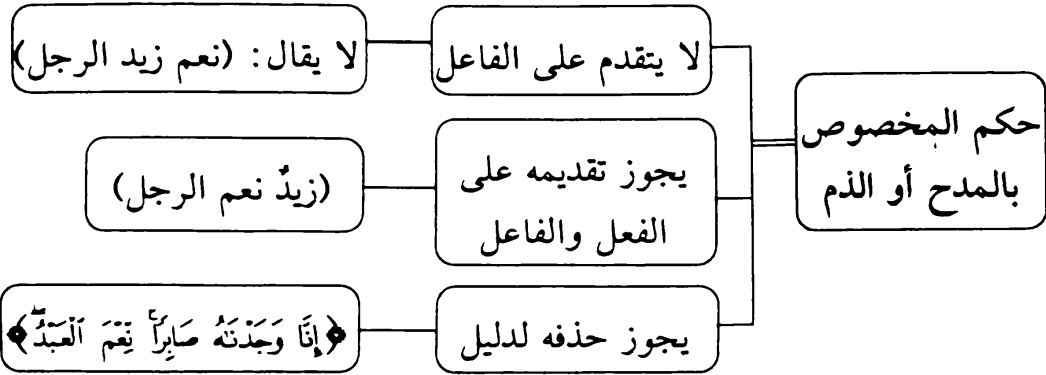 حكم المخصوص
بالمدح أو الذم
لا يتقدم على الفاعل
لا يقال: (نعم زيد الرجل)
يجوز تقديمه على
الفعل والفاعل
(زيدٌ نعم الرجل)
يجوز حذفه لدليل
﴿إِنَّا وَجَدْنَٰهُ صَابِرًاۚ نِّعْمَ ٱلْعَبْدُۖ﴾